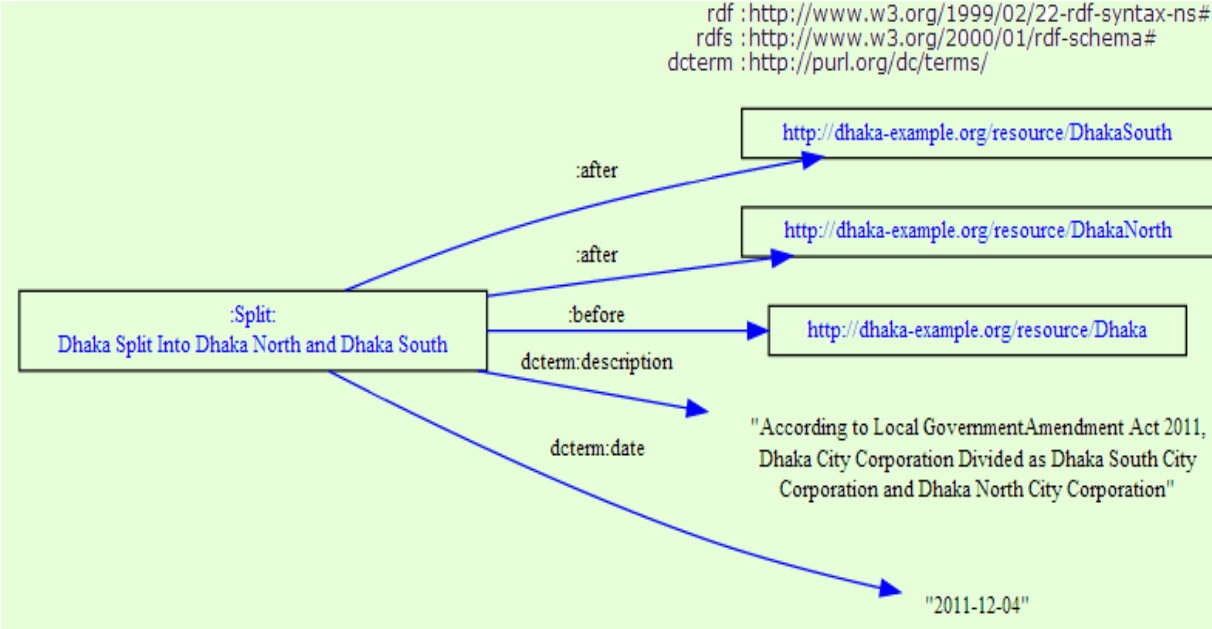 rdf :http://www.w3.org/1999/02/22-rdf-syntax-ns#
rdfs :http://www.w3.org/2000/01/rdf-schema#
dcterm :http://purl.org/dc/terms/
http://dhaka-example.org/resource/DhakaSouth
:after
http://dhaka-example.org/resource/DhakaNorth
:after
:Split:
Dhaka Split Into Dhaka North and Dhaka South
:before
http://dhaka-example.org/resource/Dhaka
dcterm:description
"According to Local GovernmentAmendment Act 2011,
Dhaka City Corporation Divided as Dhaka South City
Corporation and Dhaka North City Corporation"
dcterm:date
"2011-12-04"